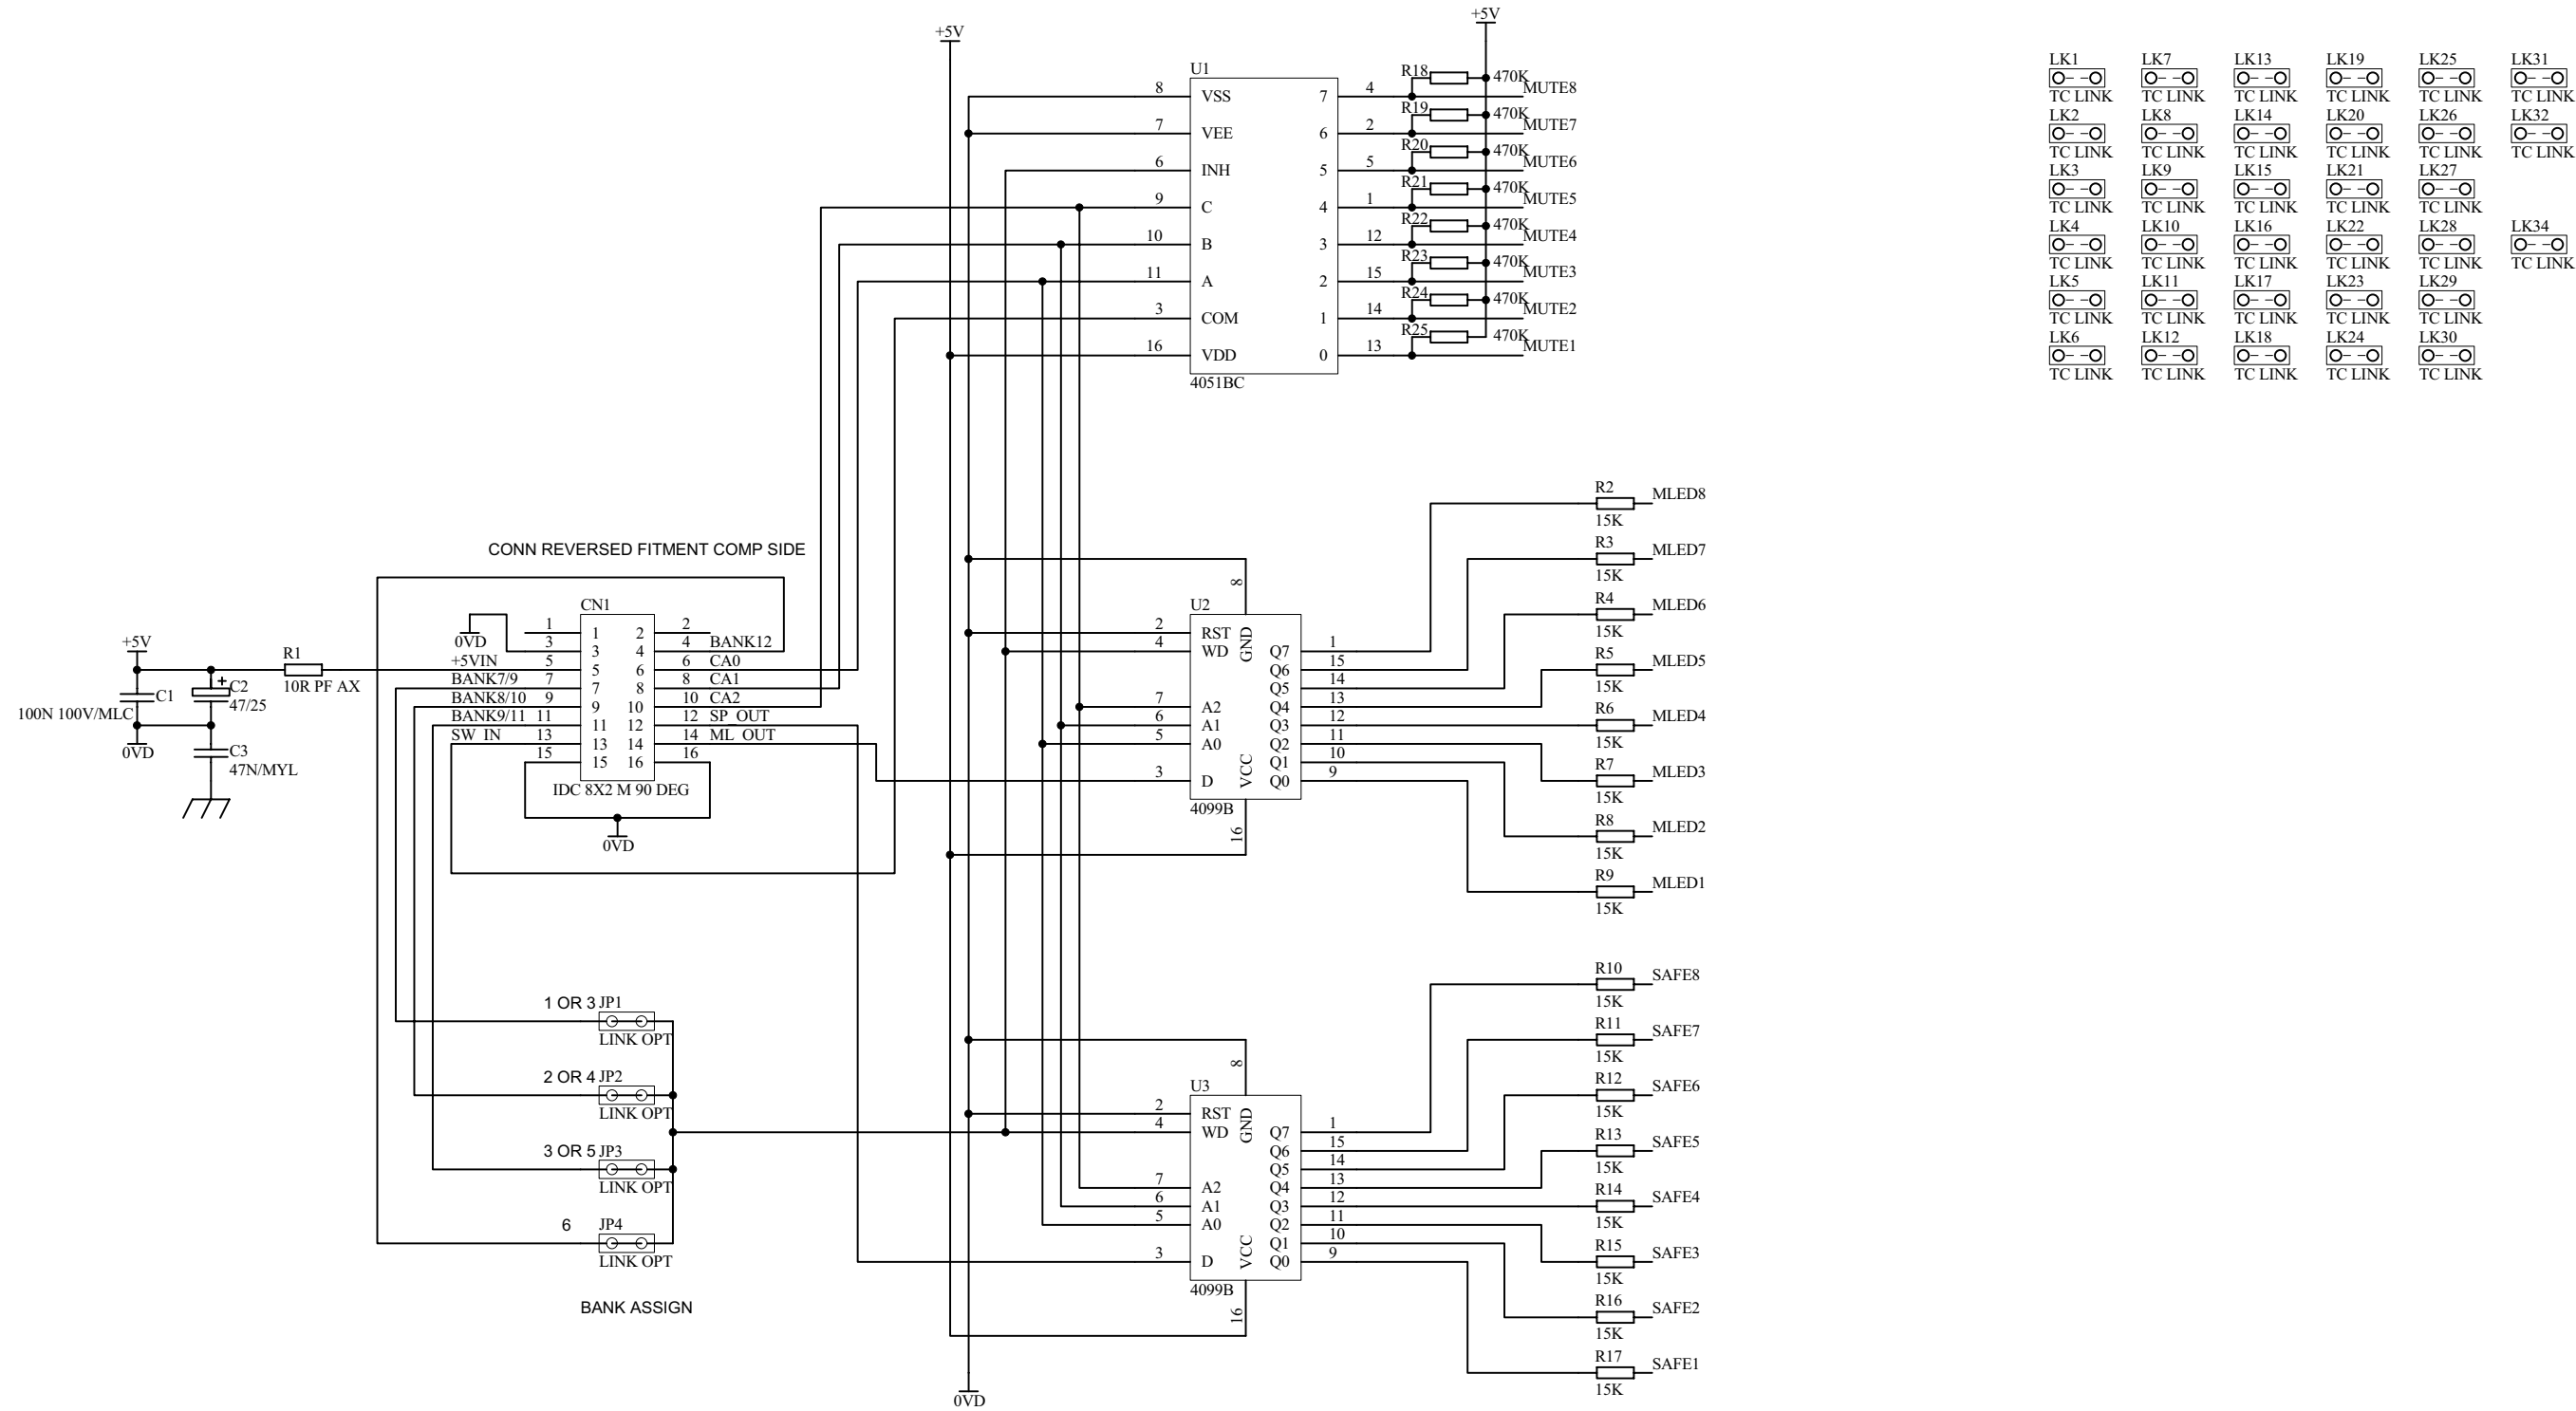 +5V
+5V
U1
8 VSS 7 4
7 VEE 6 2
6 INH 5 5
9 C 4 1
10 B 3 12
11 A 2 15
3 COM 1 14
16 VDD 0 13
4051BC
R18 470K MUTE8
R19 470K MUTE7
R20 470K MUTE6
R21 470K MUTE5
R22 470K MUTE4
R23 470K MUTE3
R24 470K MUTE2
R25 470K MUTE1
LK1 LK7 LK13 LK19 LK25 LK31
TC LINK TC LINK TC LINK TC LINK TC LINK TC LINK
LK2 LK8 LK14 LK20 LK26 LK32
TC LINK TC LINK TC LINK TC LINK TC LINK TC LINK
LK3 LK9 LK15 LK21 LK27
TC LINK TC LINK TC LINK TC LINK TC LINK
LK4 LK10 LK16 LK22 LK28 LK34
TC LINK TC LINK TC LINK TC LINK TC LINK TC LINK
LK5 LK11 LK17 LK23 LK29
TC LINK TC LINK TC LINK TC LINK TC LINK
LK6 LK12 LK18 LK24 LK30
TC LINK TC LINK TC LINK TC LINK TC LINK
CONN REVERSED FITMENT COMP SIDE
CN1
0VD
1 1 2 2
3 3 4 4 BANK12
+5VIN 5 5 6 6 CA0
BANK7/9 7 7 8 8 CA1
BANK8/10 9 9 10 10 CA2
BANK9/11 11 11 12 12 SP_OUT
SW_IN 13 13 14 14 ML_OUT
15 15 16 16
IDC 8X2 M 90 DEG
0VD
+5V
R1
10R PF AX
C1
100N 100V/MLC
+
C2
47/25
0VD
C3
47N/MYL
U2
8
GND
2 RST
4 WD Q7 1
Q6 15
Q5 14
7 A2 Q4 13
6 A1 Q3 12
5 A0 Q2 11
Q1 10
3 D Q0 9
VCC
4099B
16
R2 MLED8
15K
R3 MLED7
15K
R4 MLED6
15K
R5 MLED5
15K
R6 MLED4
15K
R7 MLED3
15K
R8 MLED2
15K
R9 MLED1
15K
1 OR 3 JP1
LINK OPT
2 OR 4 JP2
LINK OPT
3 OR 5 JP3
LINK OPT
6 JP4
LINK OPT
BANK ASSIGN
U3
8
GND
2 RST
4 WD Q7 1
Q6 15
Q5 14
7 A2 Q4 13
6 A1 Q3 12
5 A0 Q2 11
Q1 10
3 D Q0 9
VCC
4099B
16
R10 SAFE8
15K
R11 SAFE7
15K
R12 SAFE6
15K
R13 SAFE5
15K
R14 SAFE4
15K
R15 SAFE3
15K
R16 SAFE2
15K
R17 SAFE1
15K
0VD